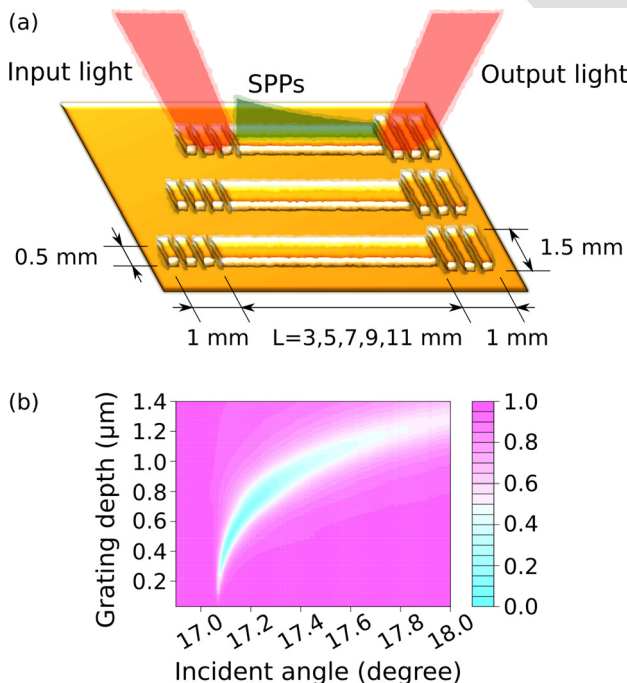 (a)
Input light
SPPs
Output light
0.5 mm
1.5 mm
1 mm
L=3,5,7,9,11 mm
1 mm
(b)
Grating depth (μm)
1.4
1.2
1.0
0.8
0.6
0.4
0.2
17.0
17.2
17.4
17.6
17.8
18.0
Incident angle (degree)
1.0
0.8
0.6
0.4
0.2
0.0